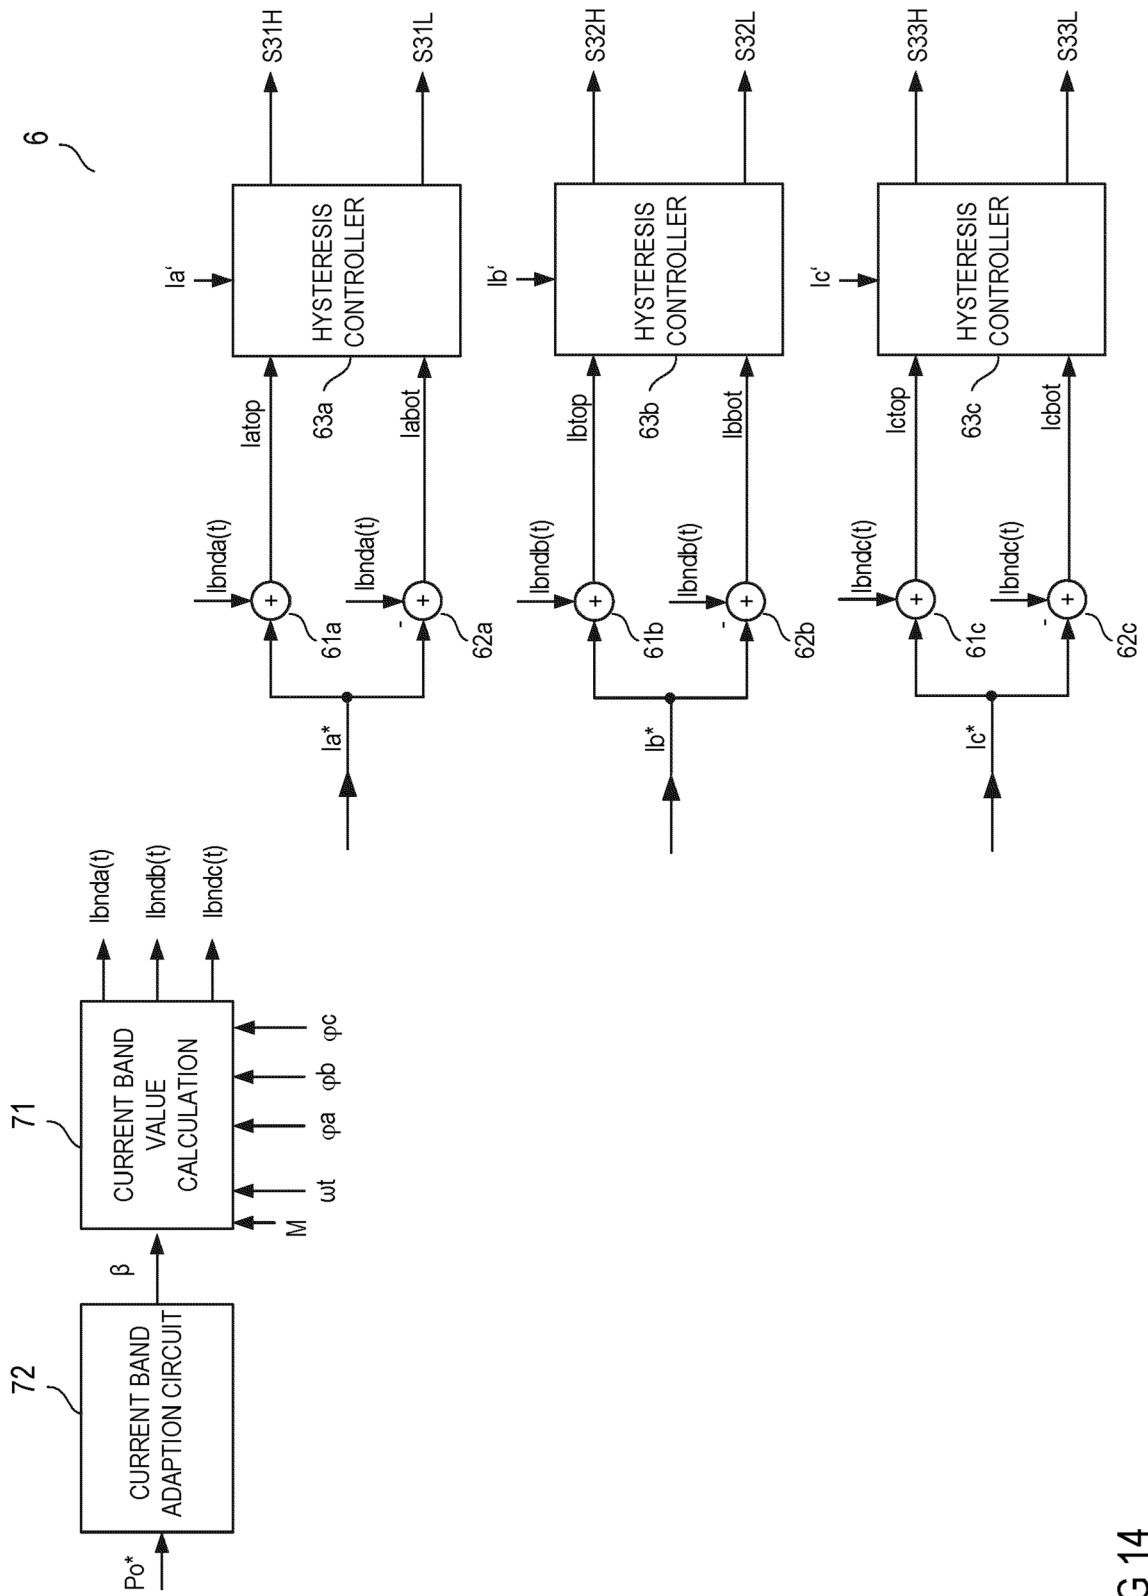 6
72
71
Po*
CURRENT BAND
ADAPTION CIRCUIT
β
CURRENT BAND
VALUE
CALCULATION
M
ωt
φa
φb
φc
Ibnda(t)
Ibndb(t)
Ibndc(t)
Ia*
Ibnda(t)
+
61a
Ibnda(t)
-
+
62a
Iatop
Iabot
63a
Ia‘
HYSTERESIS
CONTROLLER
S31H
S31L
Ib*
Ibndb(t)
+
61b
Ibndb(t)
-
+
62b
Ibtop
Ibbot
63b
Ib‘
HYSTERESIS
CONTROLLER
S32H
S32L
Ic*
Ibndc(t)
+
61c
Ibndc(t)
-
+
62c
Ictop
Icbot
63c
Ic‘
HYSTERESIS
CONTROLLER
S33H
S33L
G 14